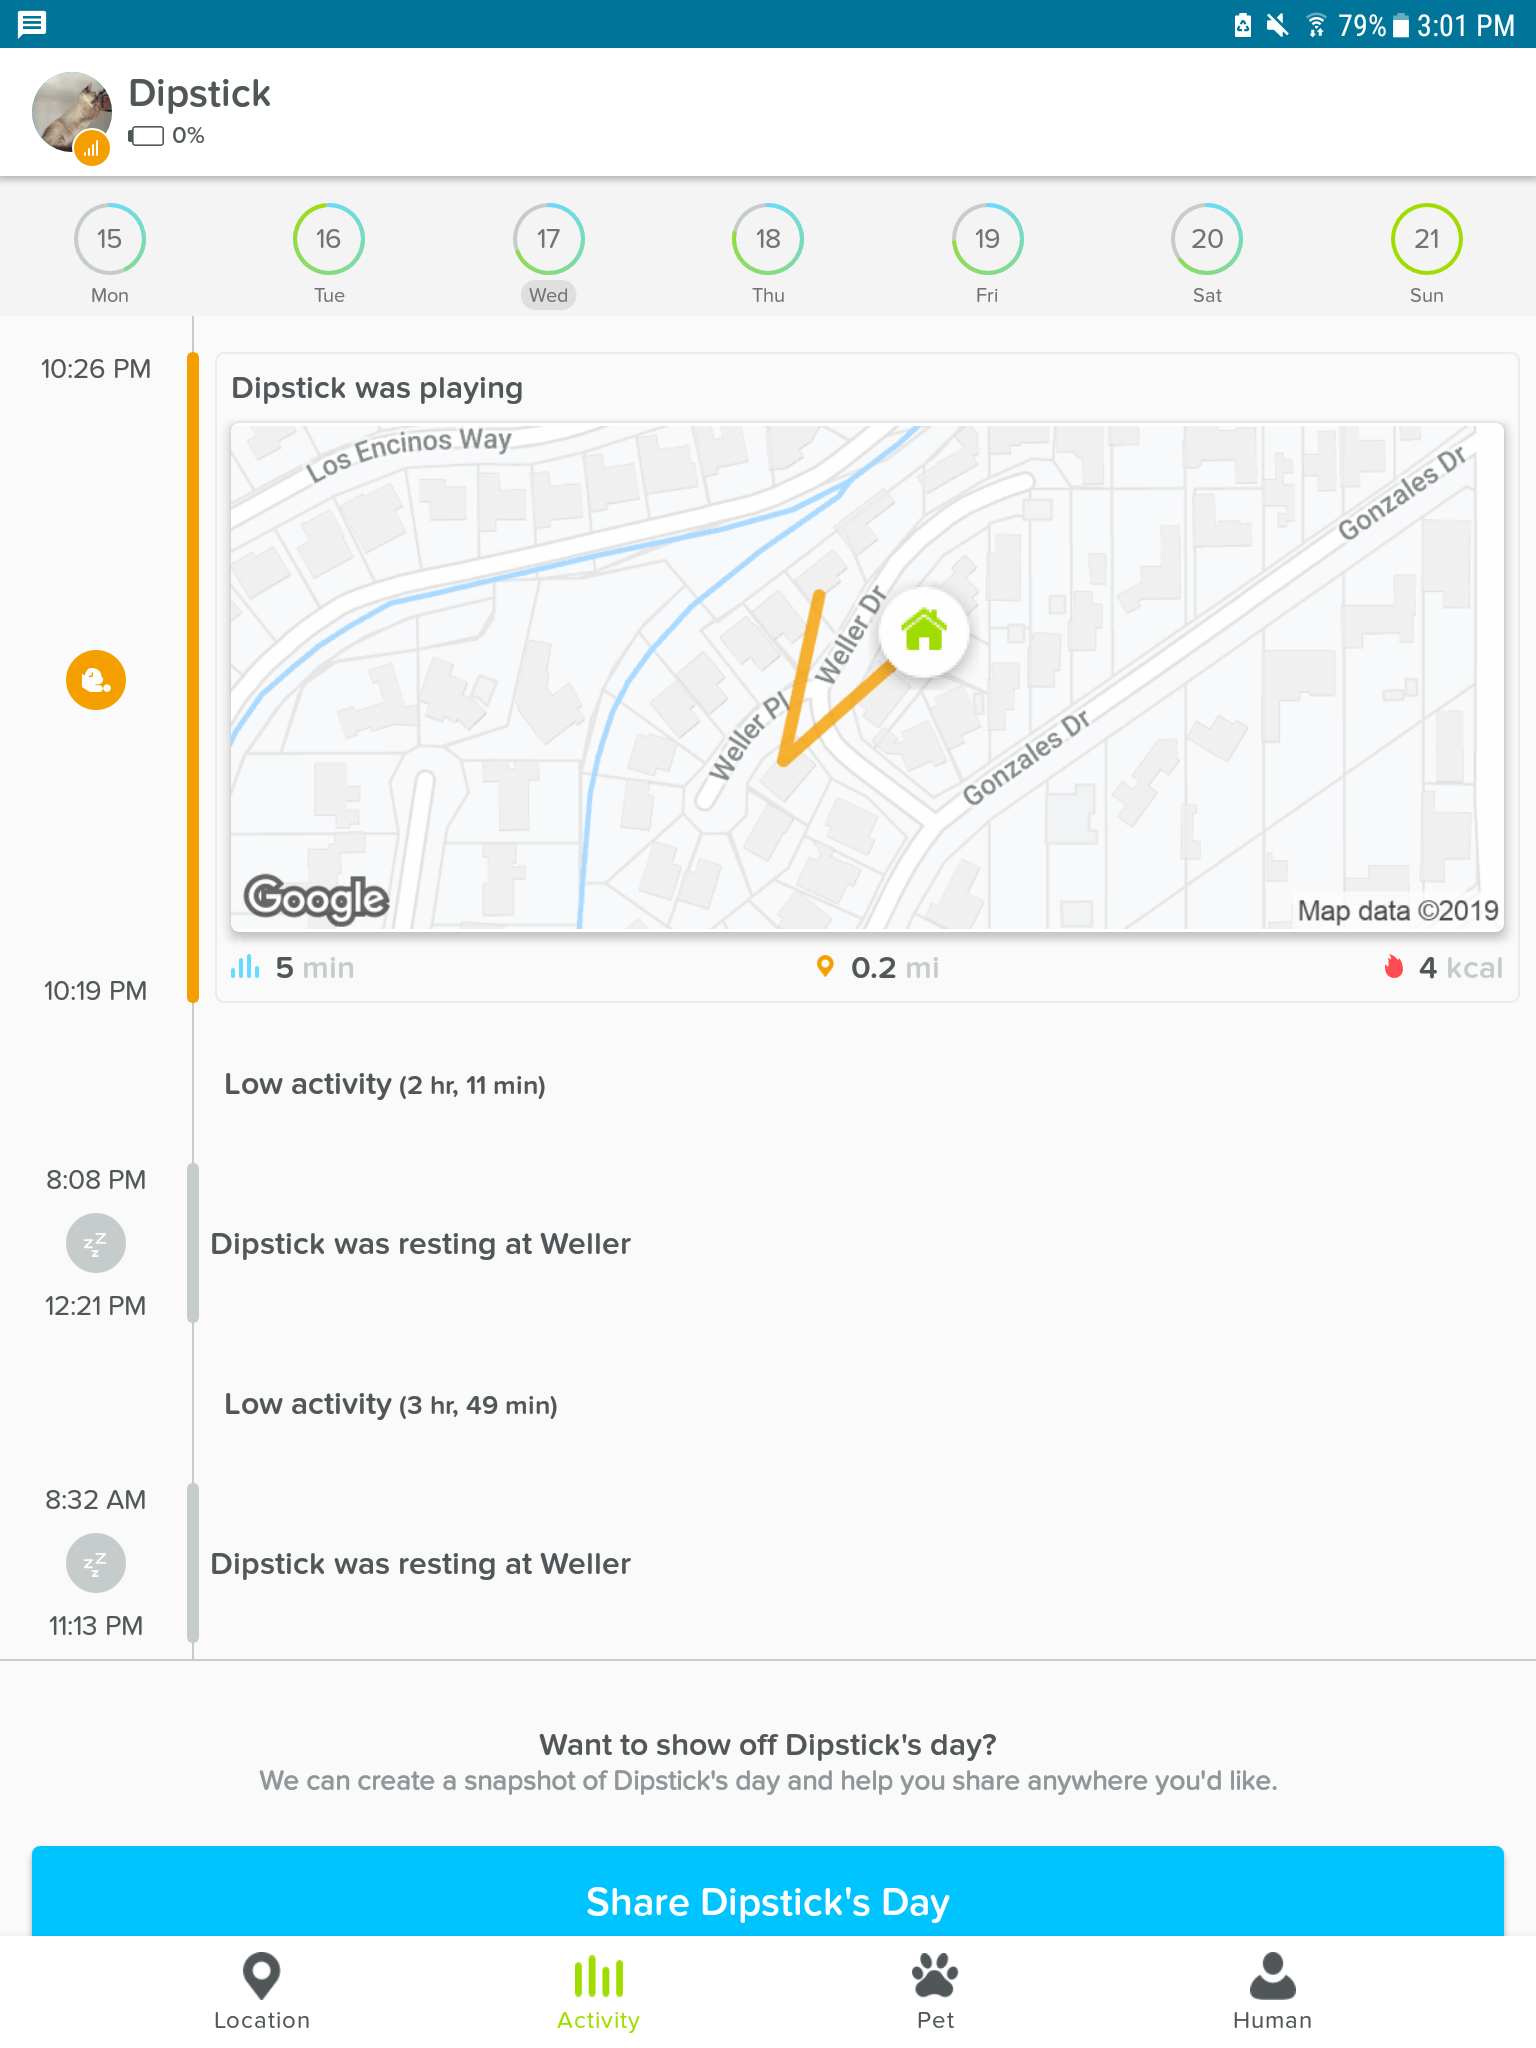 79% 3:01 PM
Dipstick
0%
15 16 17 18 19 20 21
Mon Tue Wed Thu Fri Sat Sun
10:26 PM
Dipstick was playing
Los Encinos Way
Gonzales Dr
Weller Dr
Weller Pl
Gonzales Dr
Google
Map data ©2019
5 min 0.2 mi 4 kcal
10:19 PM
Low activity (2 hr, 11 min)
8:08 PM
zzz
Dipstick was resting at Weller
12:21 PM
Low activity (3 hr, 49 min)
8:32 AM
zzz
Dipstick was resting at Weller
11:13 PM
Want to show off Dipstick's day?
We can create a snapshot of Dipstick's day and help you share anywhere you'd like.
Share Dipstick's Day
Location Activity Pet Human